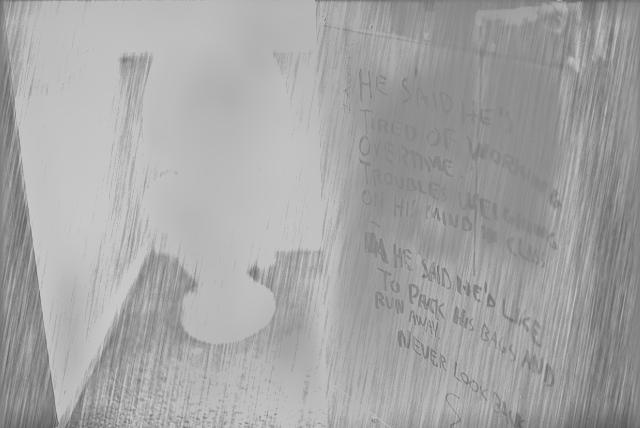 HE SAID HE'S
TIRED OF WORKING
OVERTIME
TROUBLES WEIGHING
ON HIS MIND
HE SAID HE'D LIKE
TO PACK HIS BAGS AND
RUN AWAY
NEVER LOOK BACK